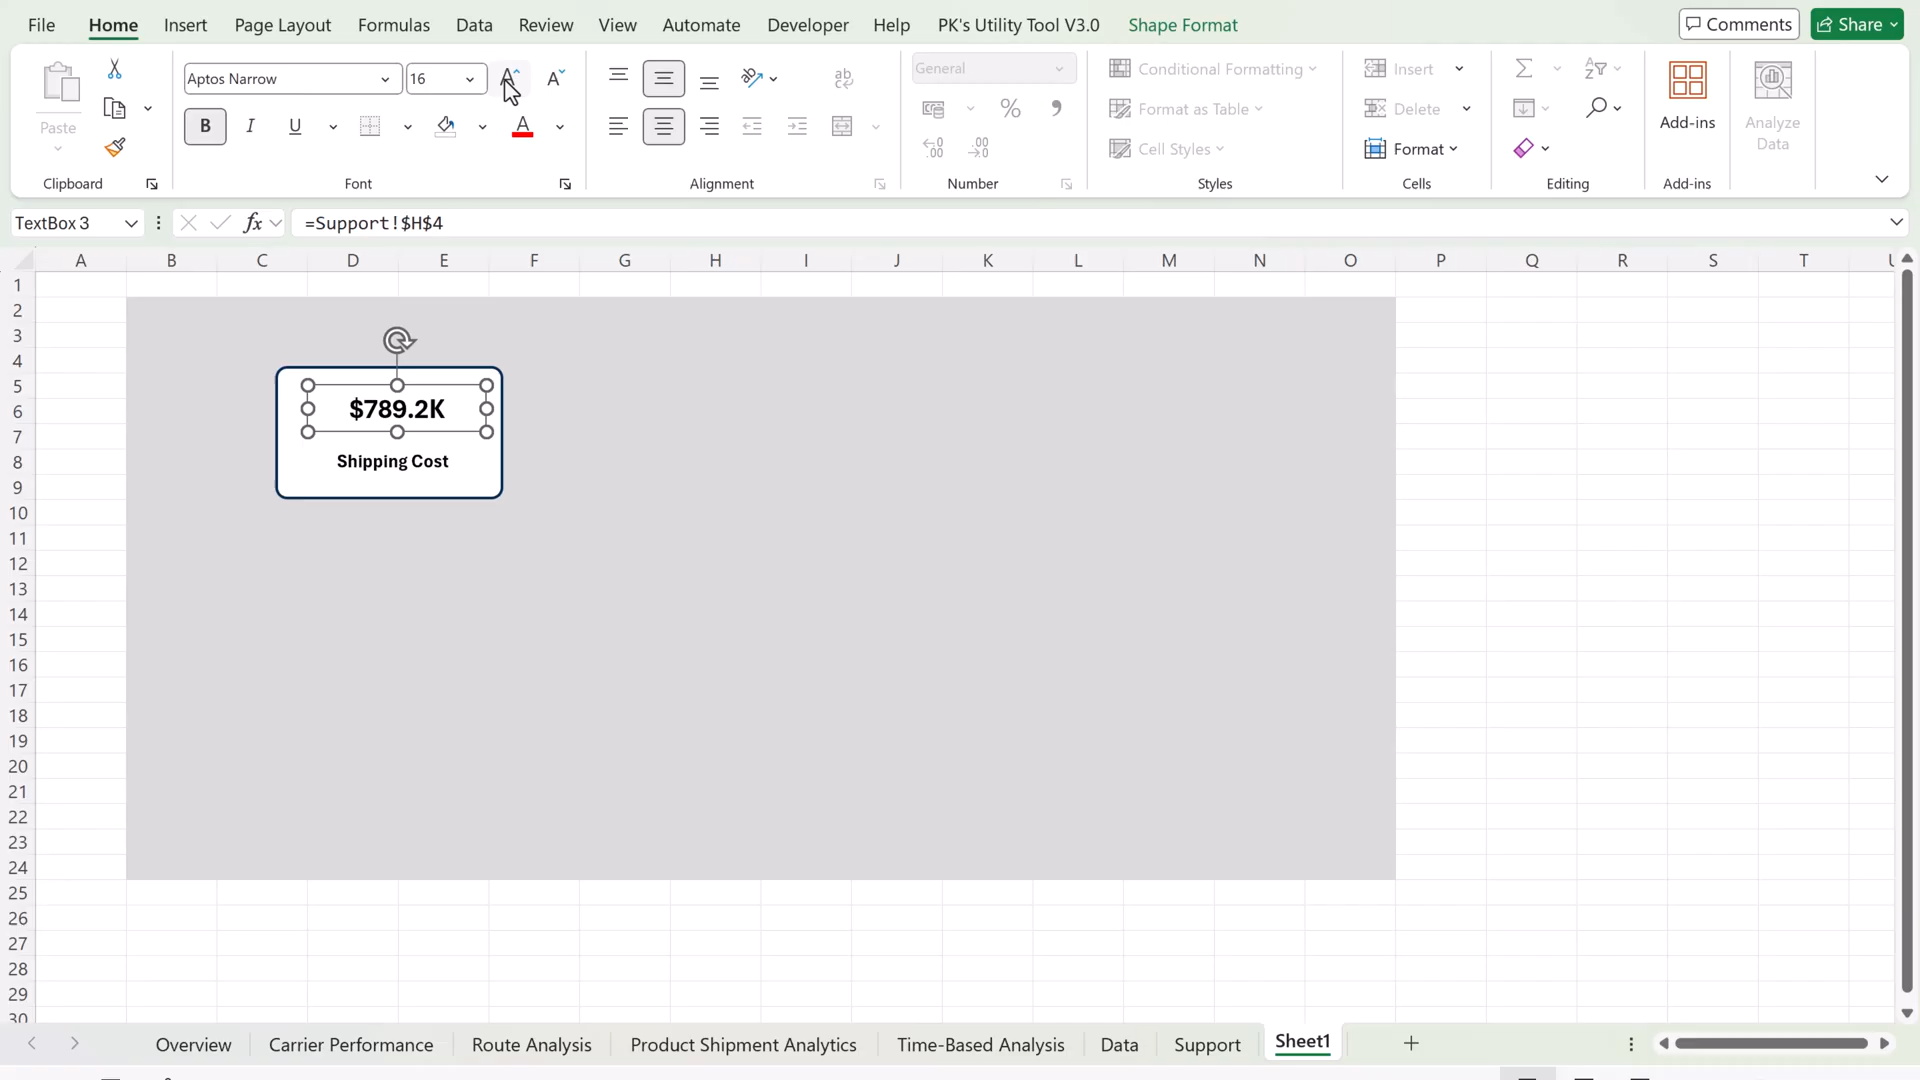 File Home Insert Page Layout Formulas Data Review View Automate Developer Help PK's Utility Tool V3.0 Shape Format Comments Share
Aptos Narrow 16 A A ab General Conditional Formatting Insert
Paste B I U A % Format as Table Delete Add-ins Analyze Data
Cell Styles Format
Clipboard Font Alignment Number Styles Cells Editing Add-ins
TextBox 3 fx =Support!$H$4
A B C D E F G H I J K L M N O P Q R S T U
1
2
3
4
5
6 $789.2K
7
8 Shipping Cost
9
10
11
12
13
14
15
16
17
18
19
20
21
22
23
24
25
26
27
28
29
30
Overview Carrier Performance Route Analysis Product Shipment Analytics Time-Based Analysis Data Support Sheet1